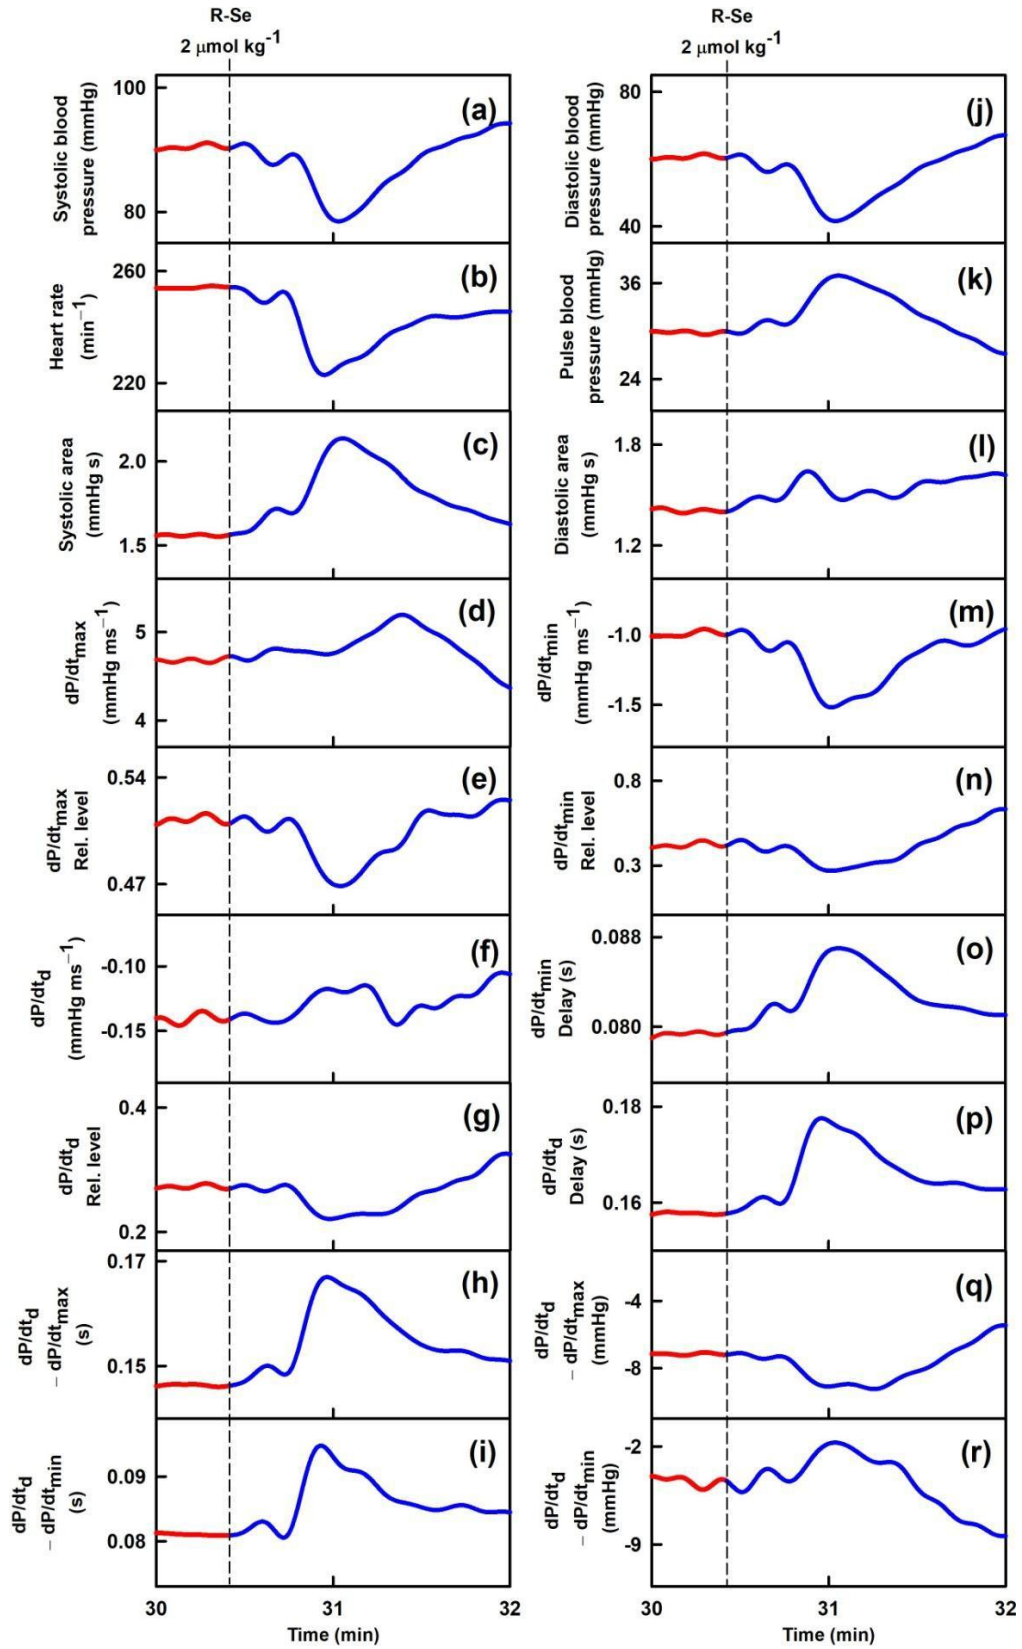 R-Se
2 μmol kg-1
R-Se
2 μmol kg-1
Systolic blood
pressure (mmHg)
100
80
(a)
Heart rate
(min−1)
260
220
(b)
Systolic area
(mmHg s)
2.0
1.5
(c)
dP/dtmax
(mmHg ms−1)
5
4
(d)
dP/dtmax
Rel. level
0.54
0.47
(e)
dP/dtd
(mmHg ms−1)
-0.10
-0.15
(f)
dP/dtd
Rel. level
0.4
0.2
(g)
dP/dtd
− dP/dtmax
(s)
0.17
0.15
(h)
dP/dtd
− dP/dtmin
(s)
0.09
0.08
(i)
30
31
32
Time (min)
Diastolic blood
pressure (mmHg)
80
40
(j)
Pulse blood
pressure (mmHg)
36
24
(k)
Diastolic area
(mmHg s)
1.8
1.2
(l)
dP/dtmin
(mmHg ms−1)
-1.0
-1.5
(m)
dP/dtmin
Rel. level
0.8
0.3
(n)
dP/dtmin
Delay (s)
0.088
0.080
(o)
dP/dtd
Delay (s)
0.18
0.16
(p)
dP/dtd
− dP/dtmax
(mmHg)
-4
-8
(q)
dP/dtd
− dP/dtmin
(mmHg)
-2
-9
(r)
30
31
32
Time (min)